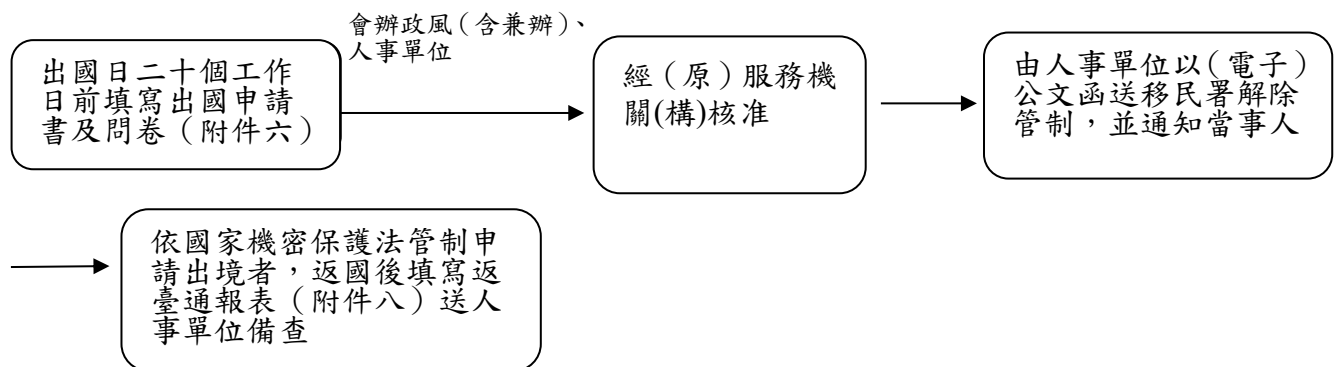 會辦政風（含兼辦）、
人事單位
出國日二十個工作
日前填寫出國申請
書及問卷（附件六）
經（原）服務機
關(構)核准
由人事單位以（電子）
公文函送移民署解除
管制，並通知當事人
依國家機密保護法管制申
請出境者，返國後填寫返
臺通報表（附件八）送人
事單位備查